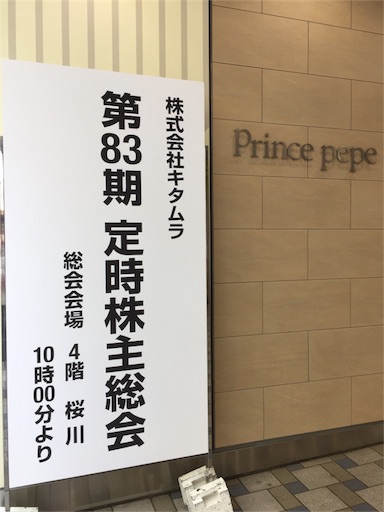 株式会社キタムラ
第83期 定時株主総会
総会会場 4階 桜川
10時00分より
Prince pepe